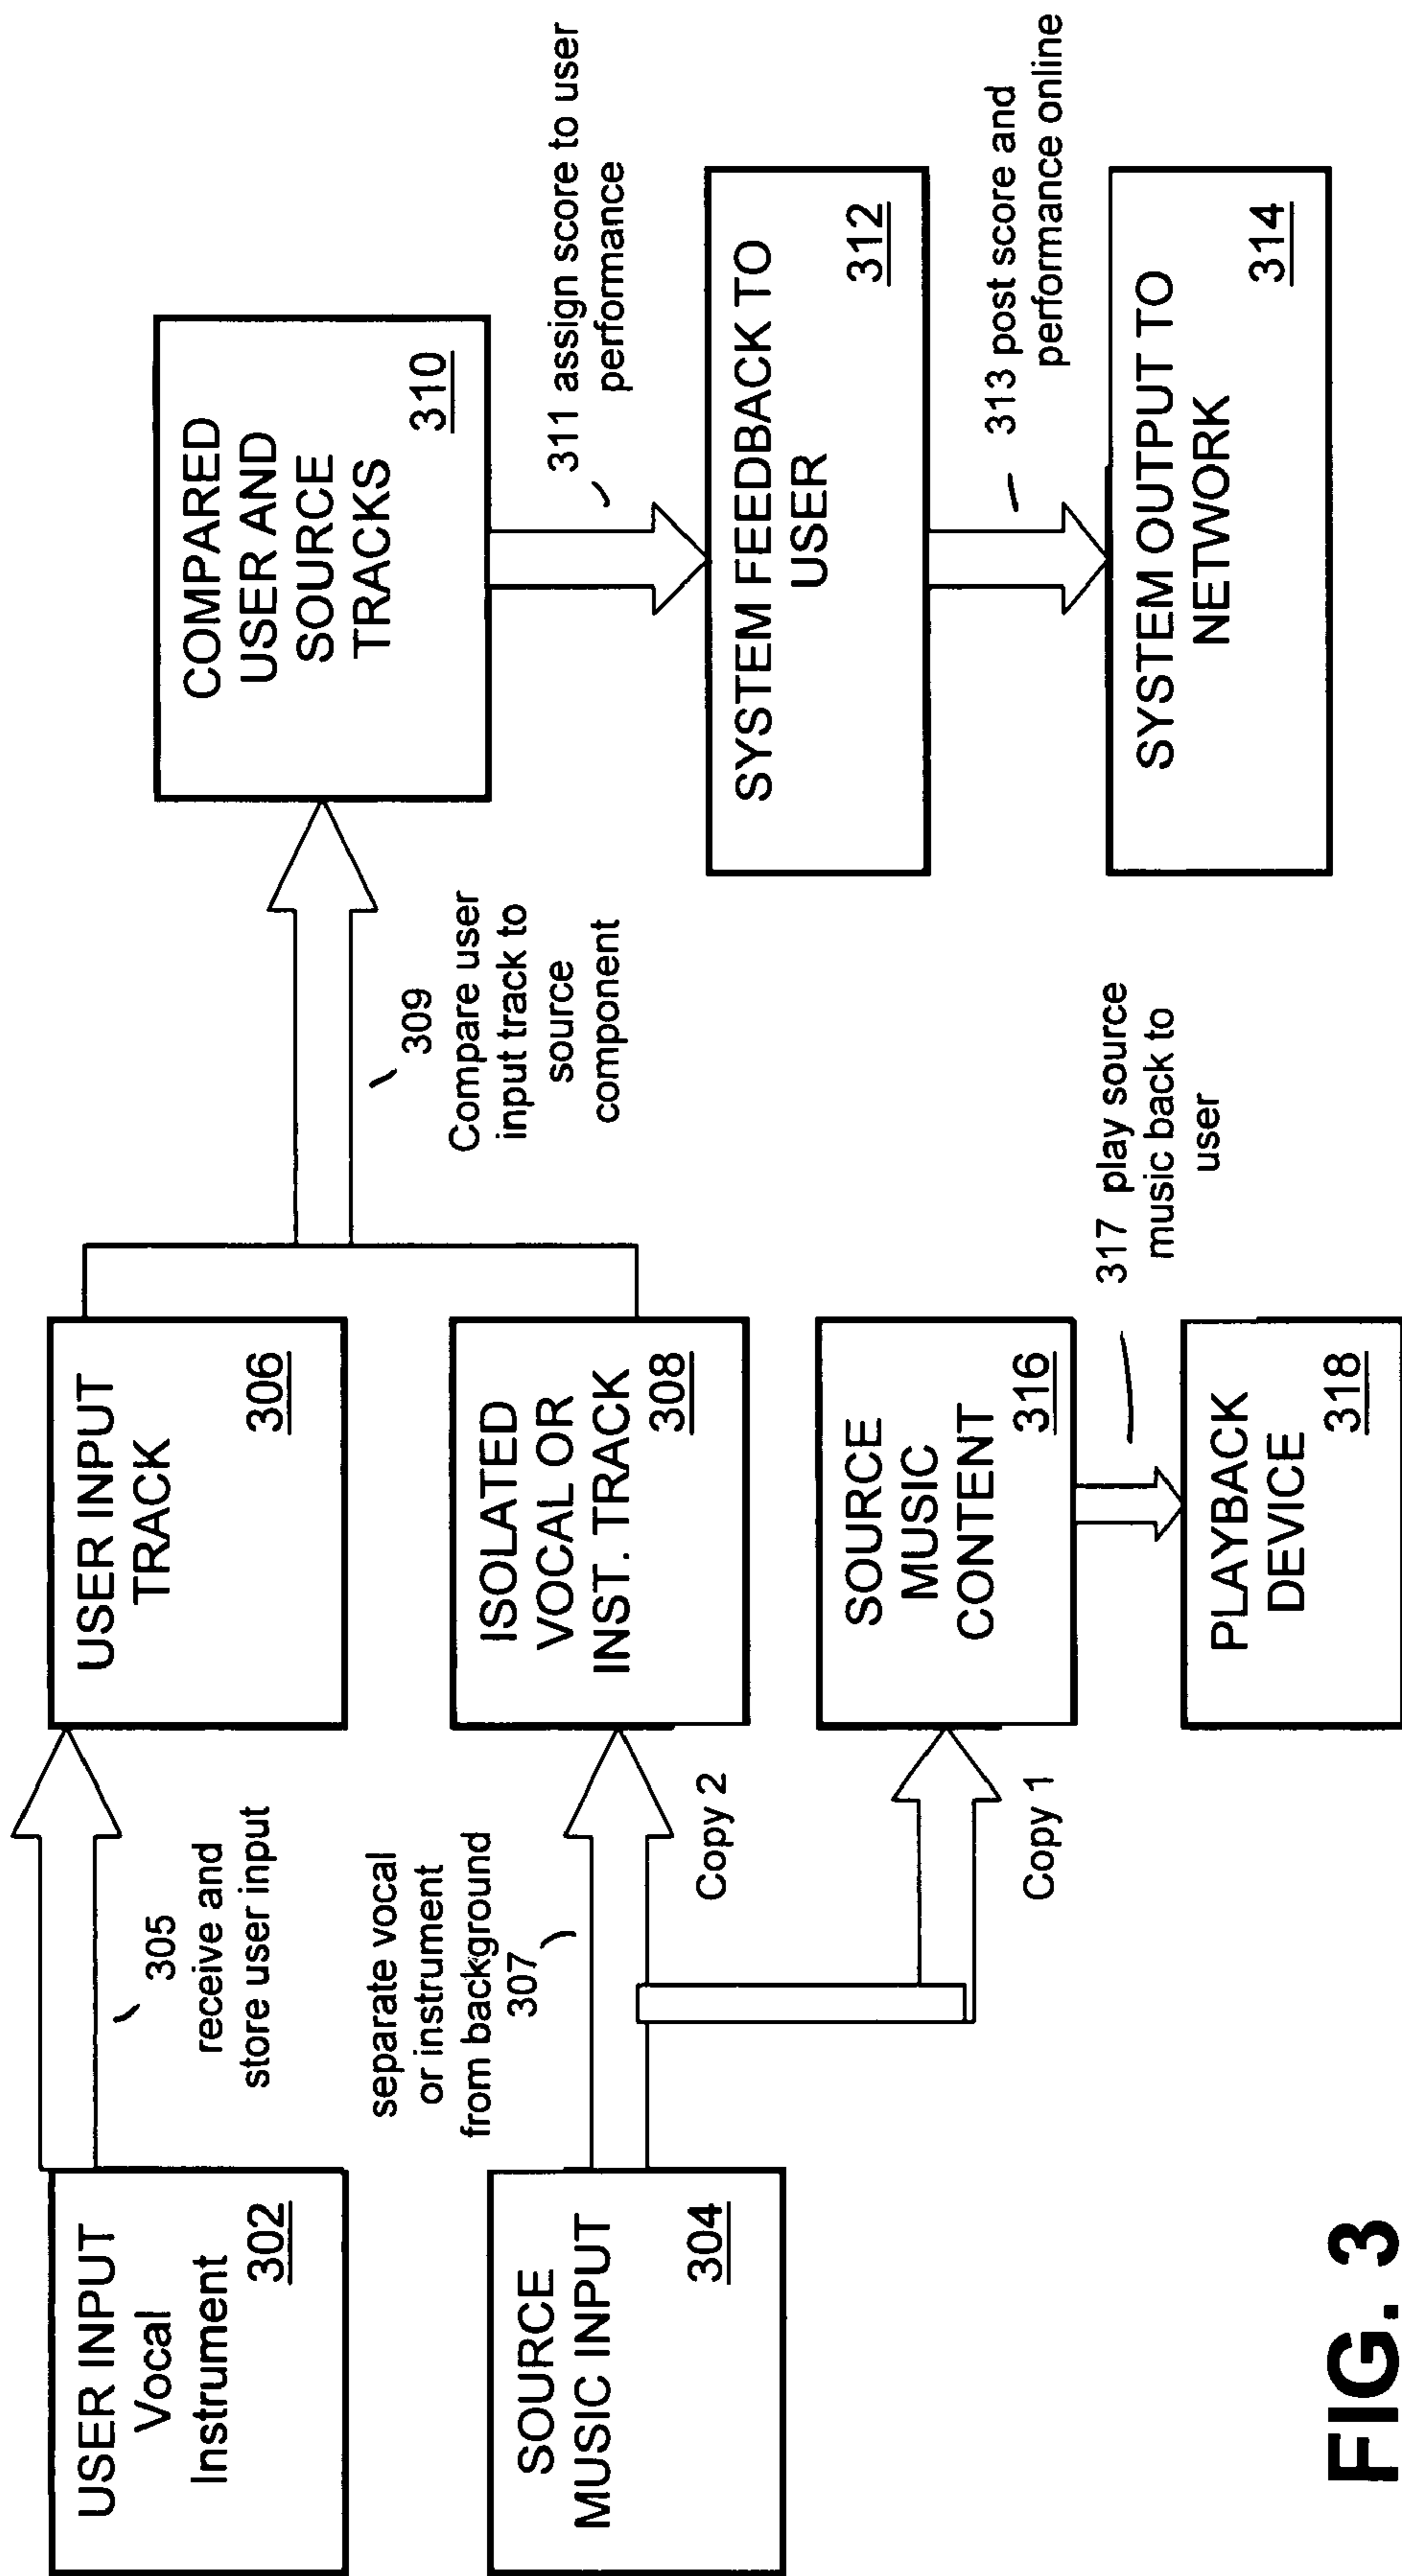 USER INPUT
Vocal
Instrument
302
305
receive and
store user input
USER INPUT
TRACK
306
SOURCE
MUSIC INPUT
304
separate vocal
or instrument
from background
307
Copy 2
ISOLATED
VOCAL OR
INST. TRACK
308
Copy 1
SOURCE
MUSIC
CONTENT
316
317 play source
music back to
user
PLAYBACK
DEVICE
318
309
Compare user
input track to
source
component
COMPARED
USER AND
SOURCE
TRACKS
310
311 assign score to user
performance
SYSTEM FEEDBACK TO
USER
312
313 post score and
performance online
SYSTEM OUTPUT TO
NETWORK
314
FIG. 3